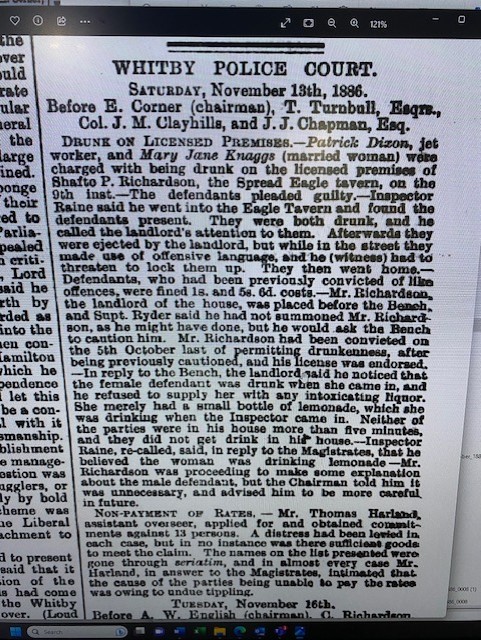 121%
WHITBY POLICE COURT.
SATURDAY, November 13th, 1886.
Before E. Corner (chairman), T. Turnbull, Esqrs.,
Col. J. M. Clayhills, and J. J. Chapman, Esq.
DRUNK ON LICENSED PREMISES.—Patrick Dixon, jet
worker, and Mary Jane Knaggs (married woman) were
charged with being drunk on the licensed premises of
Shafto P. Richardson, the Spread Eagle tavern, on the
9th inst.—The defendants pleaded guilty.—Inspector
Raine said he went into the Eagle Tavern and found the
defendants present. They were both drunk, and he
called the landlord's attention to them. Afterwards they
were ejected by the landlord, but while in the street they
made use of offensive language, and he (witness) had to
threaten to lock them up. They then went home.—
Defendants, who had been previously convicted of like
offences, were fined 1s. and 5s. 6d. costs.—Mr. Richardson,
the landlord of the house, was placed before the Bench,
and Supt. Ryder said he had not summoned Mr. Richard-
son, as he might have done, but he would ask the Bench
to caution him. Mr. Richardson had been convicted on
the 5th October last of permitting drunkenness, after
being previously cautioned, and his license was endorsed.
—In reply to the Bench, the landlord said he noticed that
the female defendant was drunk when she came in, and
he refused to supply her with any intoxicating liquor.
She merely had a small bottle of lemonade, which she
was drinking when the Inspector came in. Neither of
the parties were in his house more than five minutes,
and they did not get drink in his house.—Inspector
Raine, re-called, said, in reply to the Magistrates, that he
believed the woman was drinking lemonade—Mr.
Richardson was proceeding to make some explanation
about the male defendant, but the Chairman told him it
was unnecessary, and advised him to be more careful
in future.
NON-PAYMENT OF RATES.—Mr. Thomas Harland,
assistant overseer, applied for and obtained commit-
ments against 13 persons. A distress had been levied in
each case, but in no instance was there sufficient goods
to meet the claim. The names on the list presented were
gone through seriatim, and in almost every case Mr.
Harland, in answer to the Magistrates, intimated that
the cause of the parties being unable to pay the rates
was owing to undue tippling.
TUESDAY, November 16th.
Before A. W. English (chairman), C. Richardson,
Search